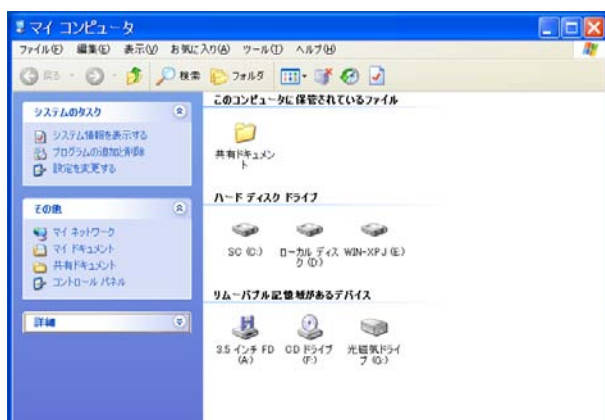 マイ コンピュータ
ファイル(F) 編集(E) 表示(V) お気に入り(A) ツール(T) ヘルプ(H)
戻る 検索 フォルダ
システムのタスク
システム情報を表示する
プログラムの追加と削除
設定を変更する
その他
マイ ネットワーク
マイ ドキュメント
共有ドキュメント
コントロール パネル
詳細
このコンピュータに保管されているファイル
共有ドキュメン
ト
ハード ディスク ドライブ
SC (C:) ローカル ディス WIN-XPJ (E:)
ク (D:)
リムーバブル記憶域があるデバイス
3.5 インチ FD CD ドライブ 光磁気ドライ
(A:) (F:) ブ (G:)